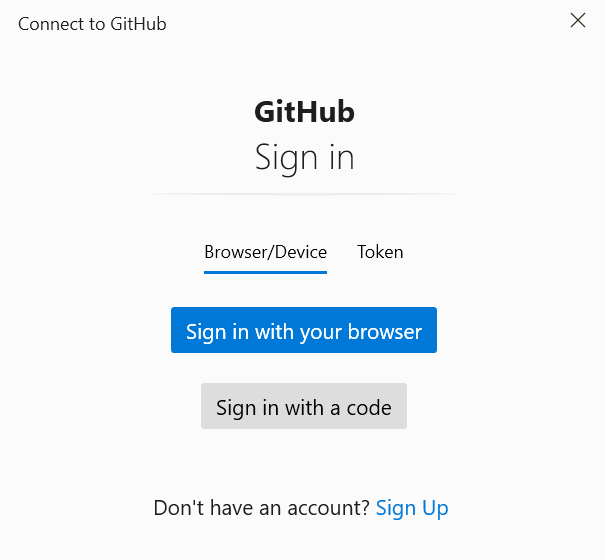 Connect to GitHub
GitHub
Sign in
Browser/Device Token
Sign in with your browser
Sign in with a code
Don't have an account? Sign Up